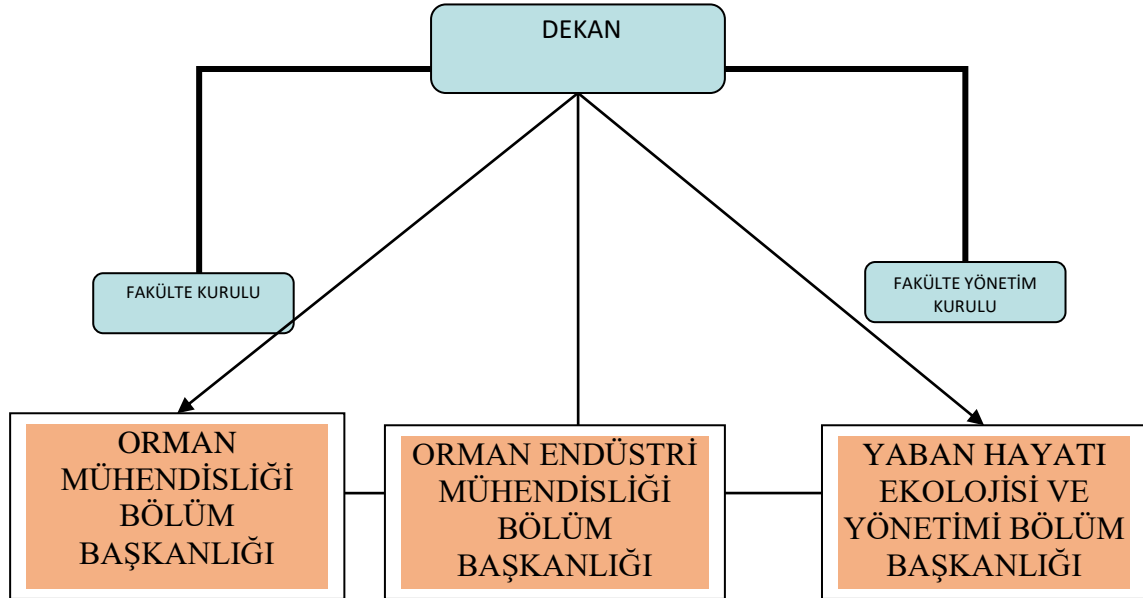 DEKAN
FAKÜLTE KURULU
FAKÜLTE YÖNETİM
KURULU
ORMAN
MÜHENDİSLİĞİ
BÖLÜM
BAŞKANLIĞI
ORMAN ENDÜSTRİ
MÜHENDİSLİĞİ
BÖLÜM
BAŞKANLIĞI
YABAN HAYATI
EKOLOJİSİ VE
YÖNETİMİ BÖLÜM
BAŞKANLIĞI